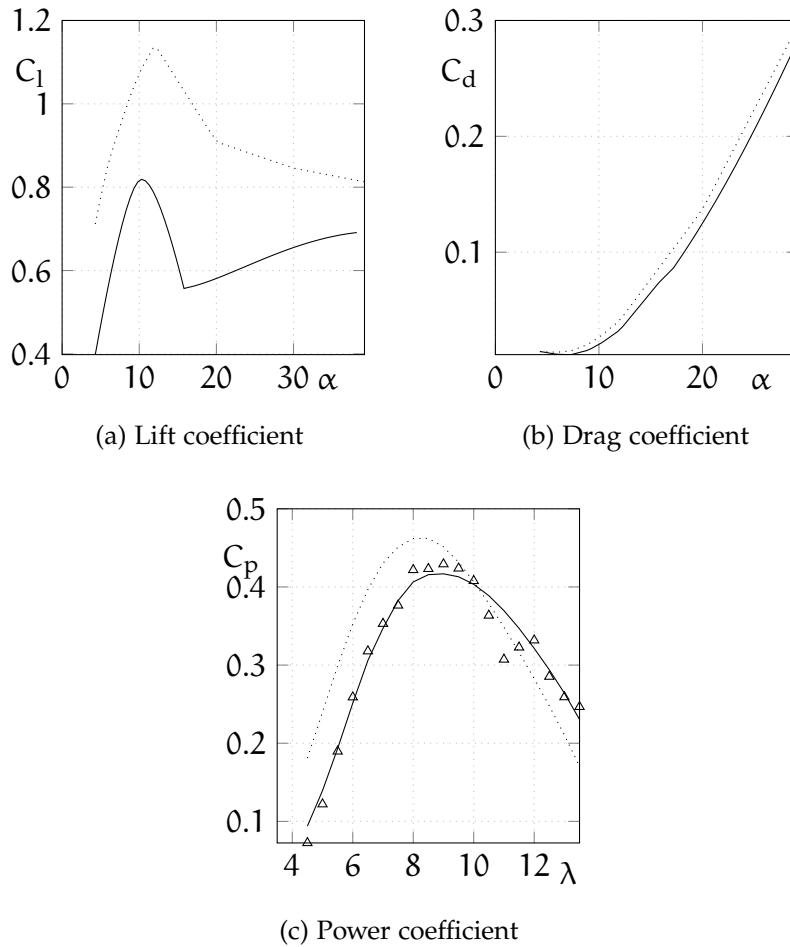 1.2
C_l
1
0.8
0.6
0.4
0 10 20 30 α
(a) Lift coefficient
0.3
C_d
0.2
0.1
0 10 20 α
(b) Drag coefficient
0.5
C_p
0.4
0.3
0.2
0.1
4 6 8 10 12 λ
(c) Power coefficient